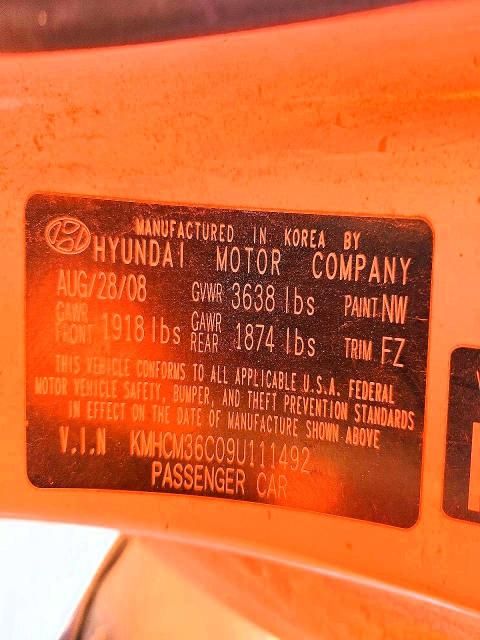 MANUFACTURED IN KOREA BY
HYUNDAI MOTOR COMPANY
AUG/28/08 GVWR 3638 lbs PAINT NW
GAWR FRONT 1918 lbs GAWR REAR 1874 lbs TRIM FZ
THIS VEHICLE CONFORMS TO ALL APPLICABLE U.S.A. FEDERAL
MOTOR VEHICLE SAFETY, BUMPER, AND THEFT PREVENTION STANDARDS
IN EFFECT ON THE DATE OF MANUFACTURE SHOWN ABOVE
V.I.N KMHCM36C09U111492
PASSENGER CAR